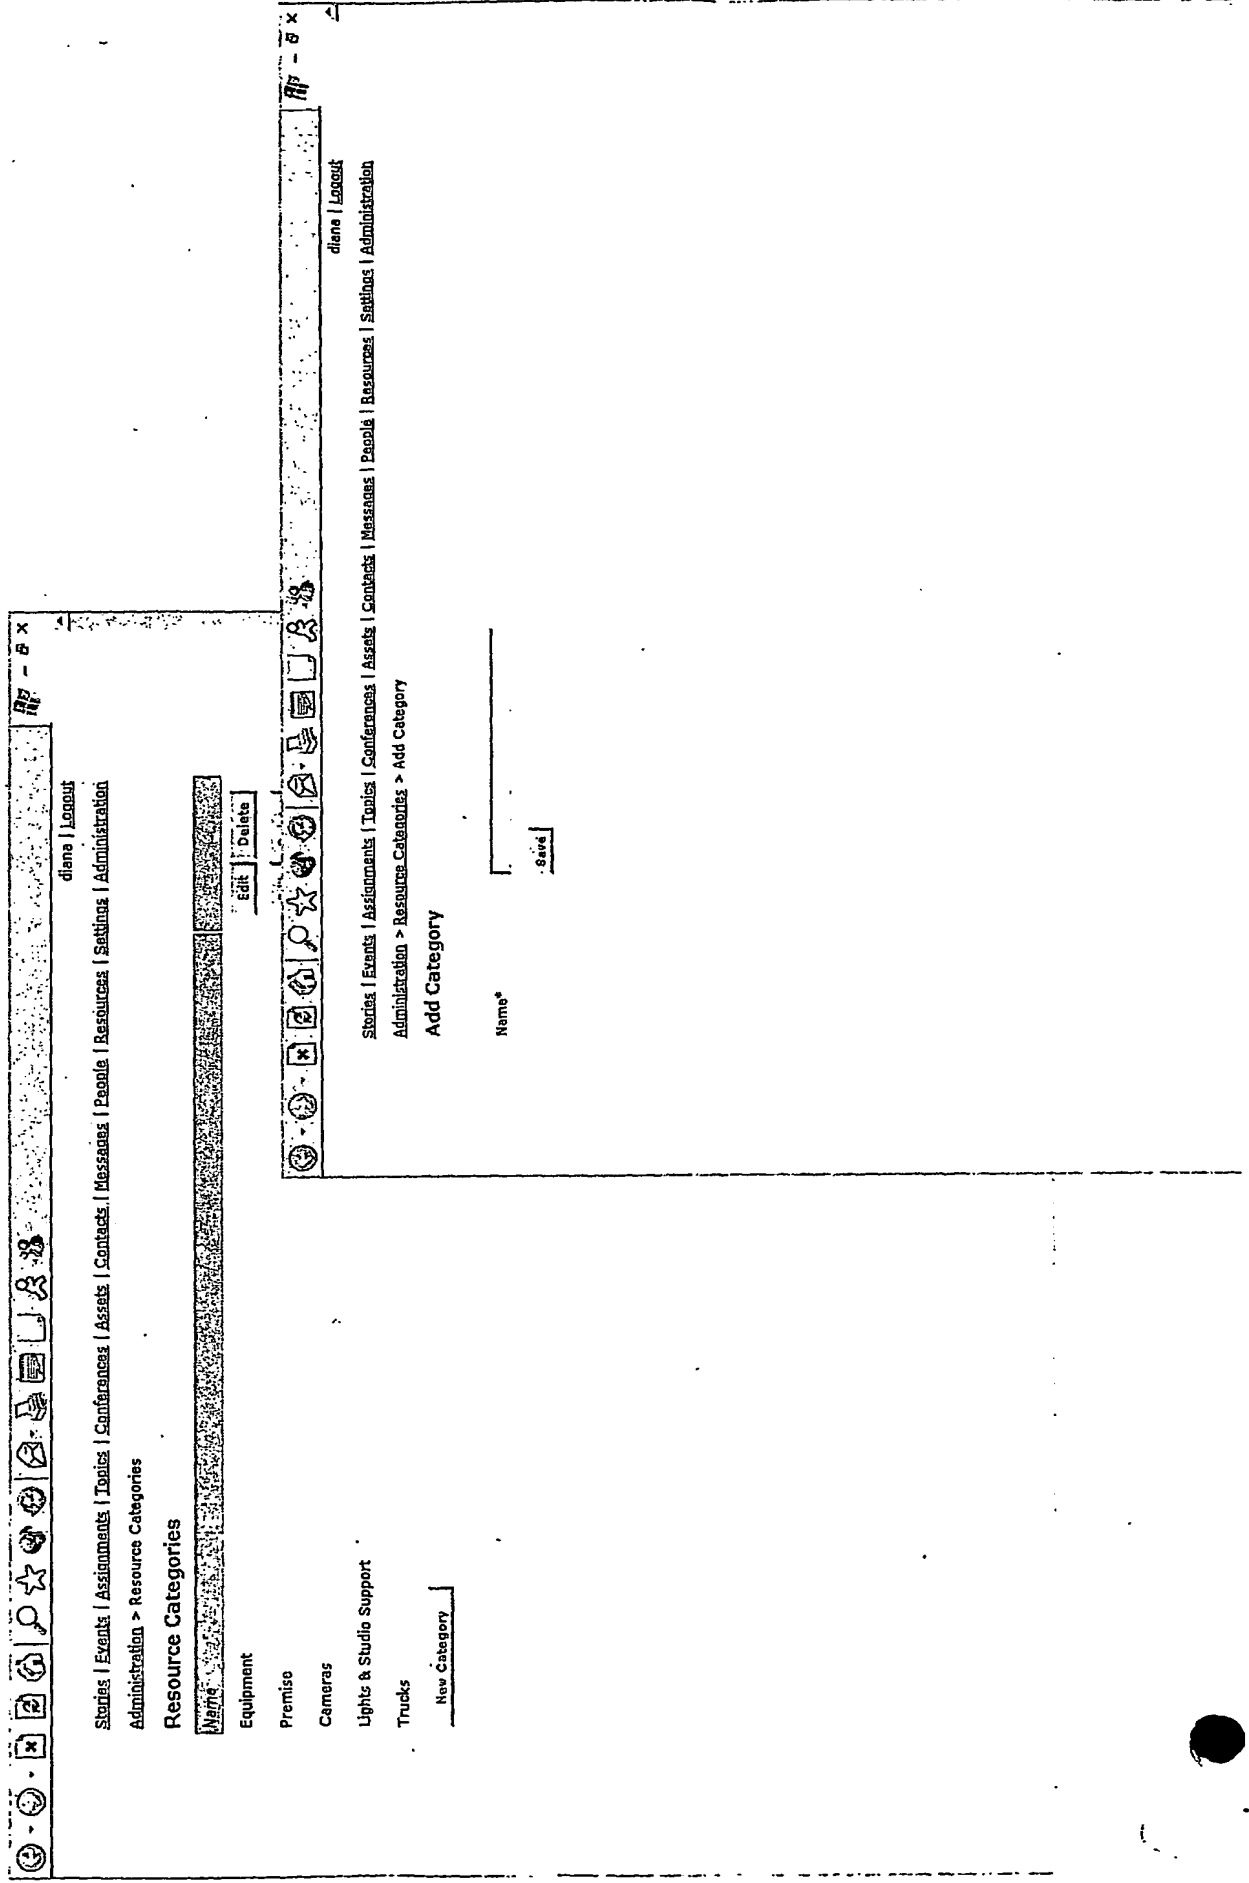 diana | Logout
Stories | Events | Assignments | Topics | Conferences | Assets | Contacts | Messages | People | Resources | Settings | Administration
Administration > Resource Categories
Resource Categories
Name
Equipment Edit Delete
Premise
Cameras
Lights & Studio Support
Trucks
New Category
diana | Logout
Stories | Events | Assignments | Topics | Conferences | Assets | Contacts | Messages | People | Resources | Settings | Administration
Administration > Resource Categories > Add Category
Add Category
Name*
Save